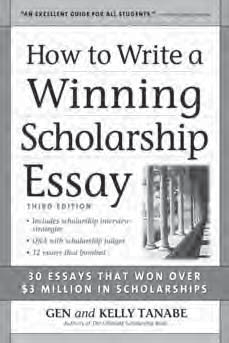 "AN EXCELLENT GUIDE FOR ALL STUDENTS."
How to Write a
Winning
Scholarship
Essay
THIRD EDITION
• Includes scholarship interview
strategies
• Q&A with scholarship judges
• 12 essays that bombed
30 ESSAYS THAT WON OVER
$3 MILLION IN SCHOLARSHIPS
GEN and KELLY TANABE
Authors of The Ultimate Scholarship Book